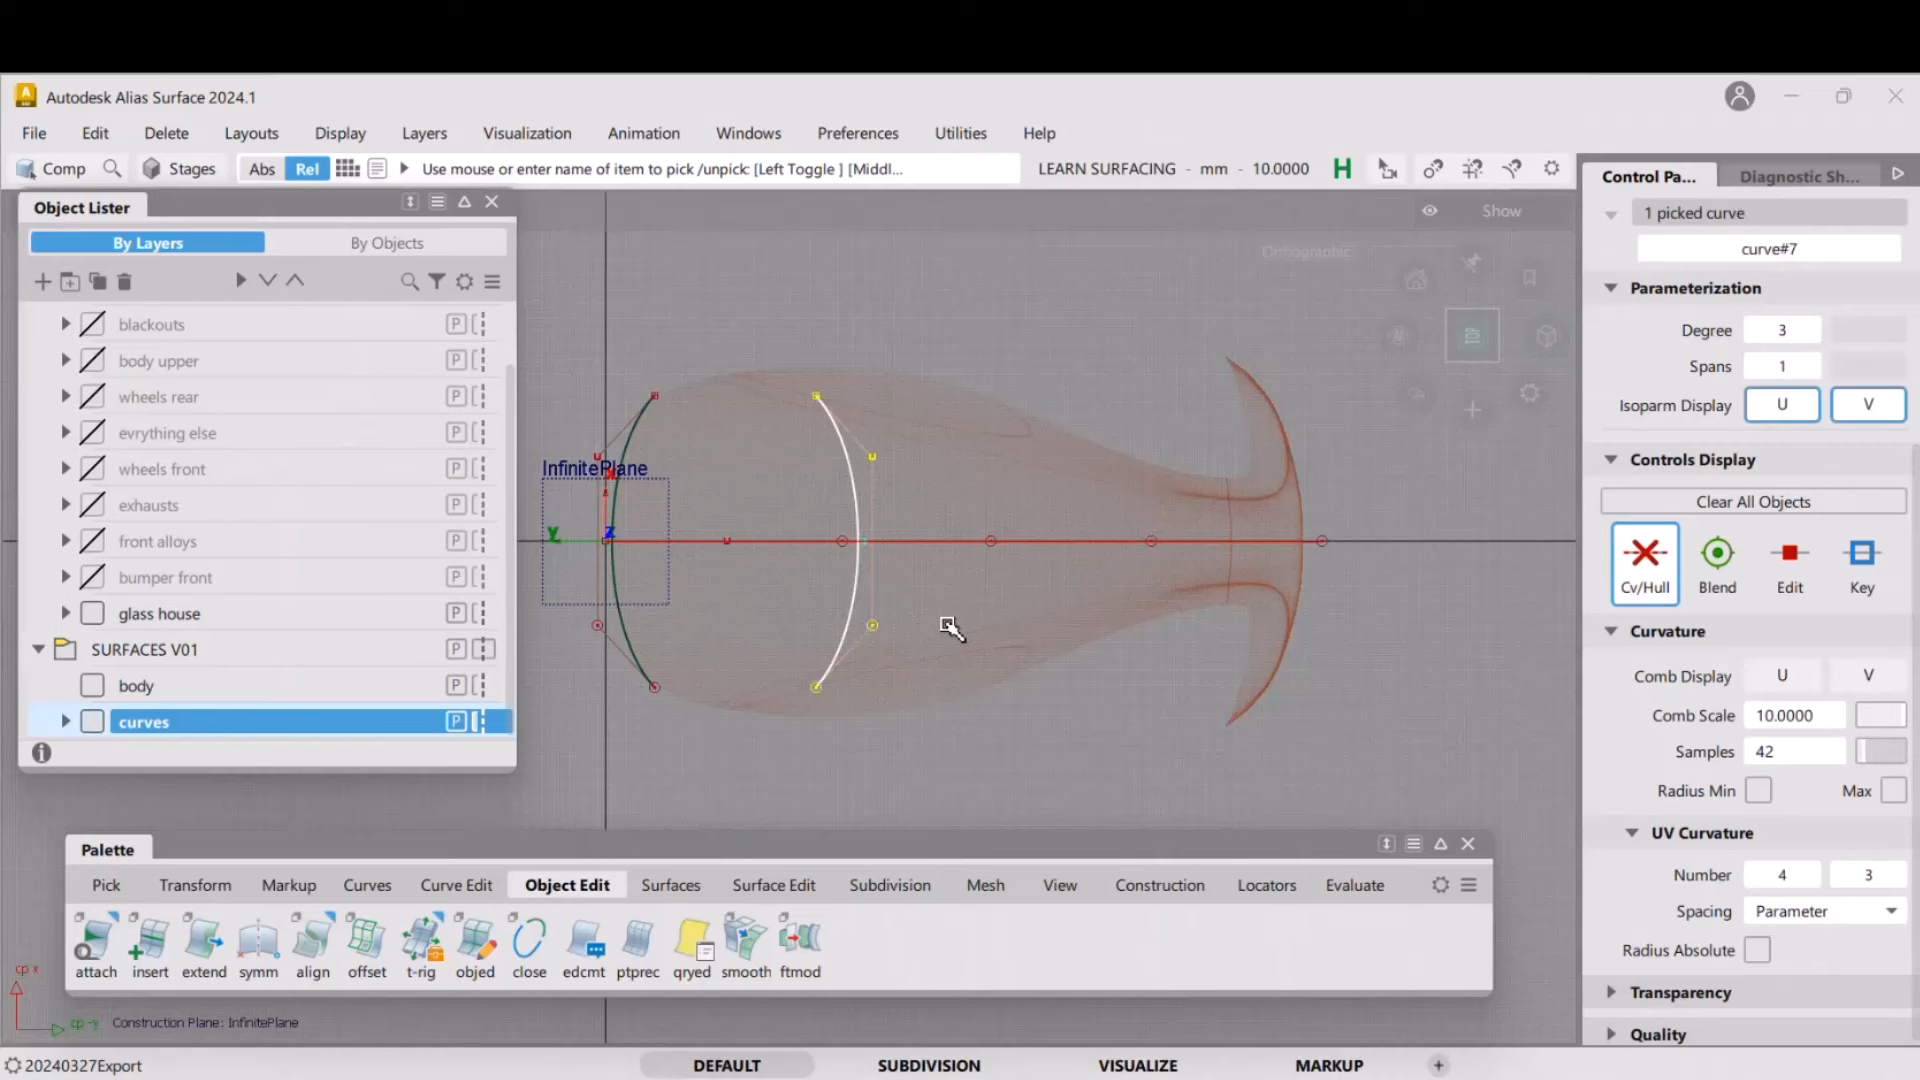 Autodesk Alias Surface 2024.1
File Edit Delete Layouts Display Layers Visualization Animation Windows Preferences Utilities Help
Comp Stages Abs Rel Use mouse or enter name of item to pick /unpick: [Left Toggle ] [Middl... LEARN SURFACING - mm - 10.0000 H
Object Lister
By Layers By Objects
blackouts P
body upper P
wheels rear P
evrything else P
wheels front P
exhausts P
front alloys P
bumper front P
glass house P
SURFACES V01 P
body P
curves P
Show
Orthographic
InfinitePlane
Y
Z
Control Pa... Diagnostic Sh...
1 picked curve
curve#7
Parameterization
Degree 3
Spans 1
Isoparm Display U V
Controls Display
Clear All Objects
Cv/Hull Blend Edit Key
Curvature
Comb Display U V
Comb Scale 10.0000
Samples 42
Radius Min Max
UV Curvature
Number 4 3
Spacing Parameter
Radius Absolute
Transparency
Quality
Palette
Pick Transform Markup Curves Curve Edit Object Edit Surfaces Surface Edit Subdivision Mesh View Construction Locators Evaluate
attach insert extend symm align offset t-rig objed close edcmt ptprec qryed smooth ftmod
cp x
cp -y Construction Plane: InfinitePlane
20240327Export DEFAULT SUBDIVISION VISUALIZE MARKUP +